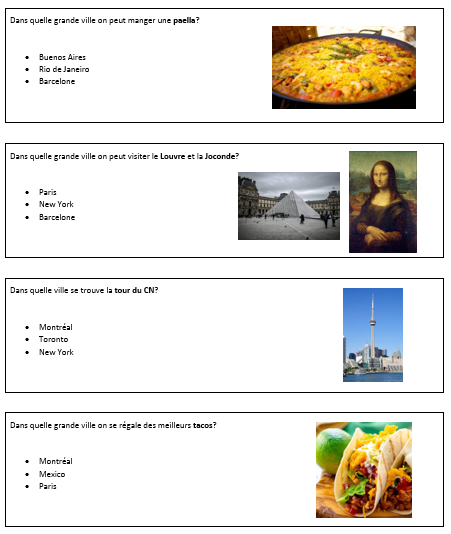 Dans quelle grande ville on peut manger une paella?
• Buenos Aires
• Rio de Janeiro
• Barcelone
Dans quelle grande ville on peut visiter le Louvre et la Joconde?
• Paris
• New York
• Barcelone
Dans quelle ville se trouve la tour du CN?
• Montréal
• Toronto
• New York
Dans quelle grande ville on se régale des meilleurs tacos?
• Montréal
• Mexico
• Paris